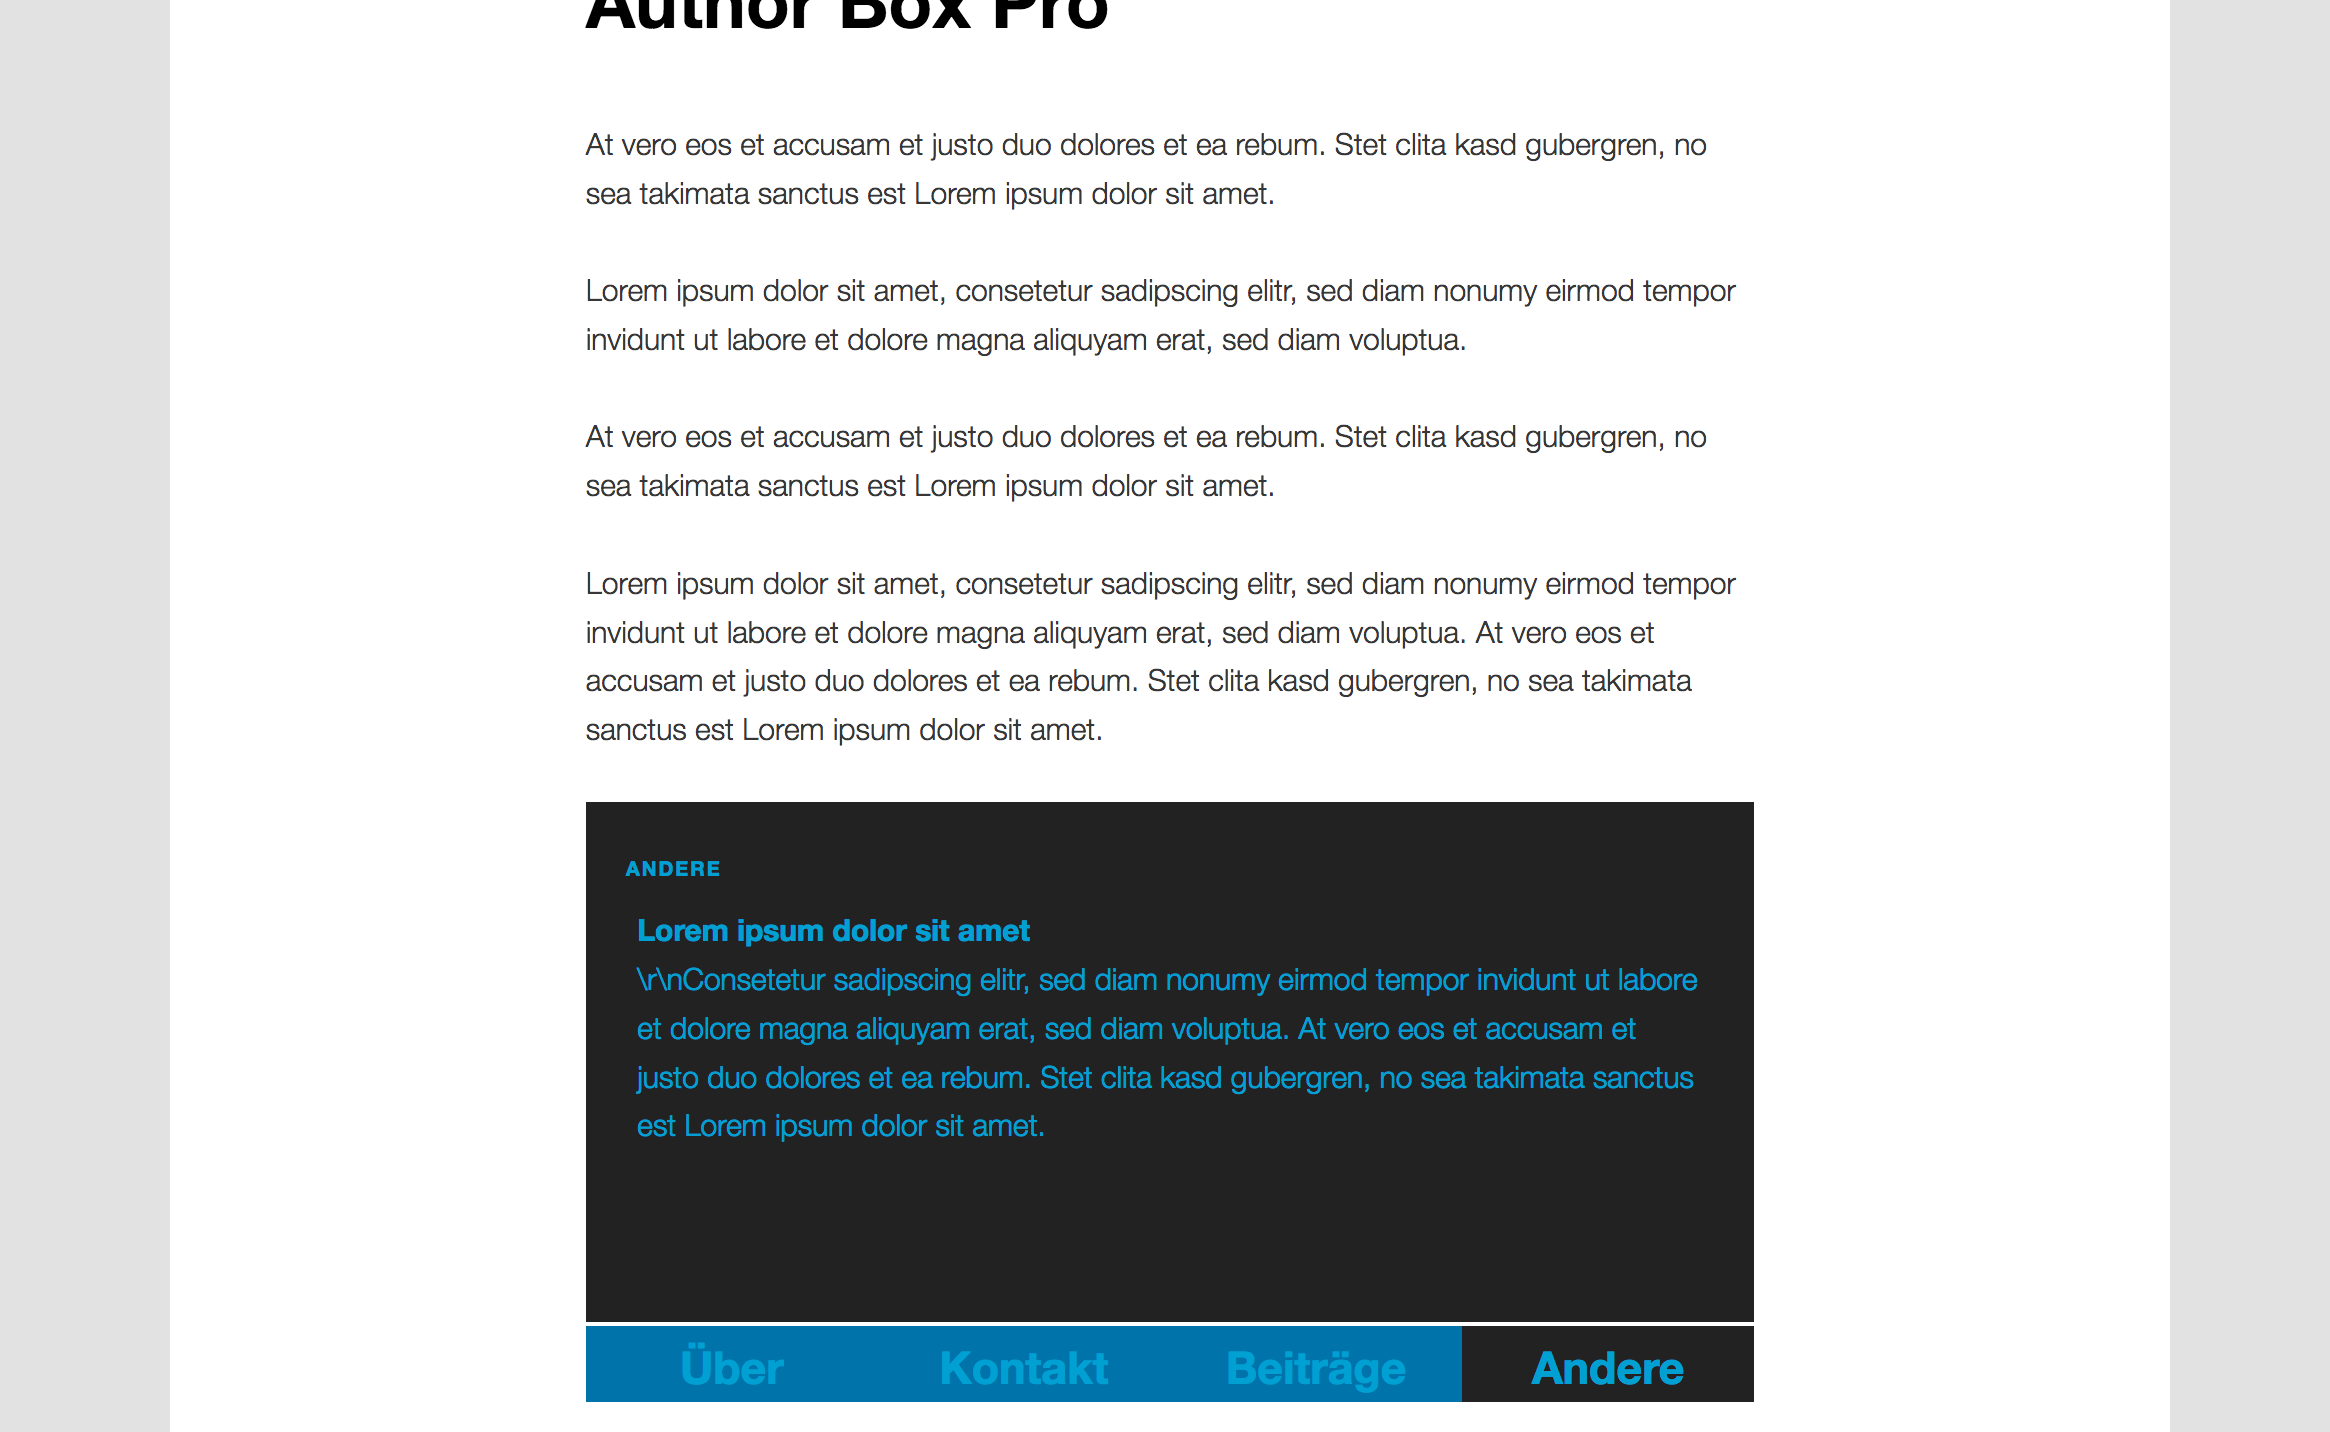 Author Box Pro
At vero eos et accusam et justo duo dolores et ea rebum. Stet clita kasd gubergren, no
sea takimata sanctus est Lorem ipsum dolor sit amet.
Lorem ipsum dolor sit amet, consetetur sadipscing elitr, sed diam nonumy eirmod tempor
invidunt ut labore et dolore magna aliquyam erat, sed diam voluptua.
At vero eos et accusam et justo duo dolores et ea rebum. Stet clita kasd gubergren, no
sea takimata sanctus est Lorem ipsum dolor sit amet.
Lorem ipsum dolor sit amet, consetetur sadipscing elitr, sed diam nonumy eirmod tempor
invidunt ut labore et dolore magna aliquyam erat, sed diam voluptua. At vero eos et
accusam et justo duo dolores et ea rebum. Stet clita kasd gubergren, no sea takimata
sanctus est Lorem ipsum dolor sit amet.
ANDERE
Lorem ipsum dolor sit amet
\r\nConsetetur sadipscing elitr, sed diam nonumy eirmod tempor invidunt ut labore
et dolore magna aliquyam erat, sed diam voluptua. At vero eos et accusam et
justo duo dolores et ea rebum. Stet clita kasd gubergren, no sea takimata sanctus
est Lorem ipsum dolor sit amet.
Über Kontakt Beiträge Andere